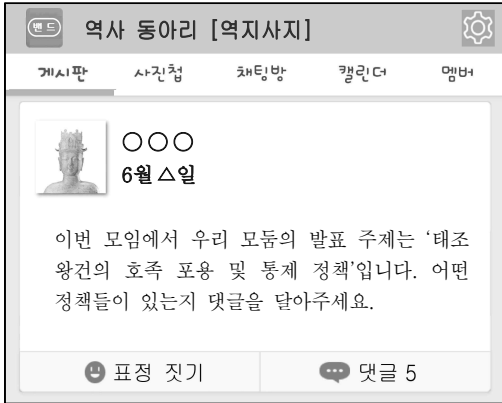 밴드 역사 동아리 [역지사지]
게시판 사진첩 채팅방 캘린더 멤버
○○○
6월 △일
이번 모임에서 우리 모둠의 발표 주제는 ‘태조
왕건의 호족 포용 및 통제 정책’입니다. 어떤
정책들이 있는지 댓글을 달아주세요.
표정 짓기 댓글 5